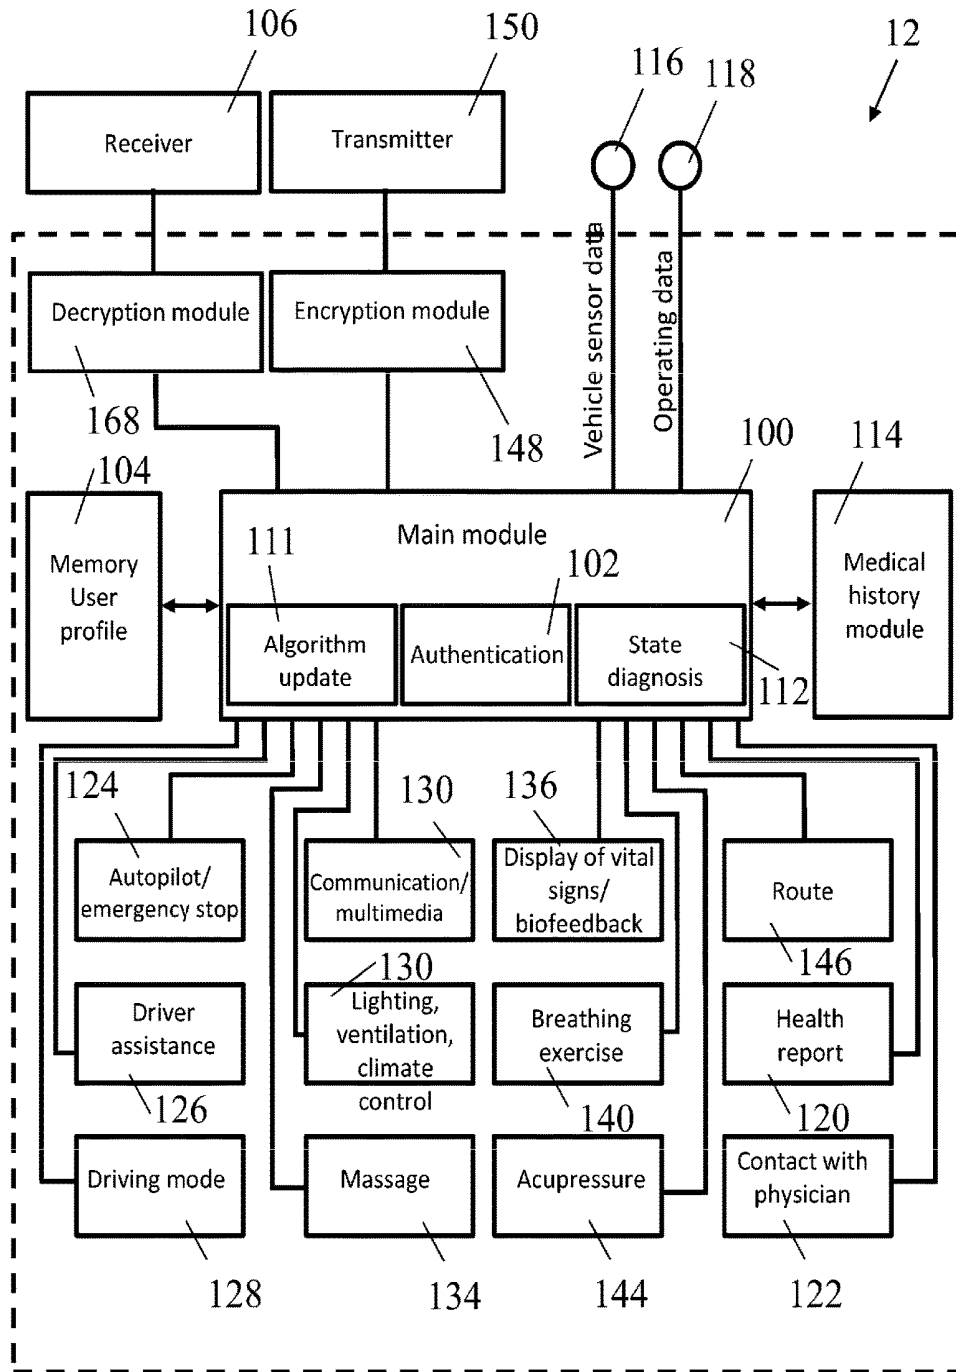 106
150
12
116
118
Receiver
Transmitter
Vehicle sensor data
Operating data
Decryption module
Encryption module
168
148
100
114
104
Main module
Memory
User
profile
111
102
Medical
history
module
Algorithm
update
Authentication
State
diagnosis
112
124
130
136
Autopilot/
emergency stop
Communication/
multimedia
Display of vital
signs/
biofeedback
Route
130
146
Driver
assistance
Lighting,
ventilation,
climate
control
Breathing
exercise
Health
report
126
140
120
Driving mode
Massage
Acupressure
Contact with
physician
128
134
144
122